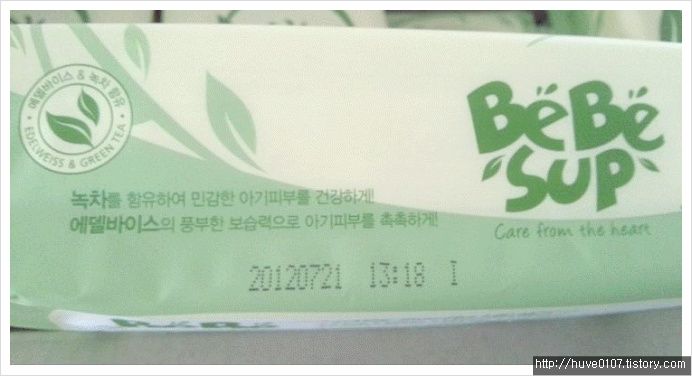 에델바이스 & 녹차 함유
EDELWEISS & GREEN TEA
BéBé
SUP
Care from the heart
녹차를 함유하여 민감한 아기피부를 건강하게!
에델바이스의 풍부한 보습력으로 아기피부를 촉촉하게!
20120721 13:18 I
BéBé
http://huve0107.tistory.com